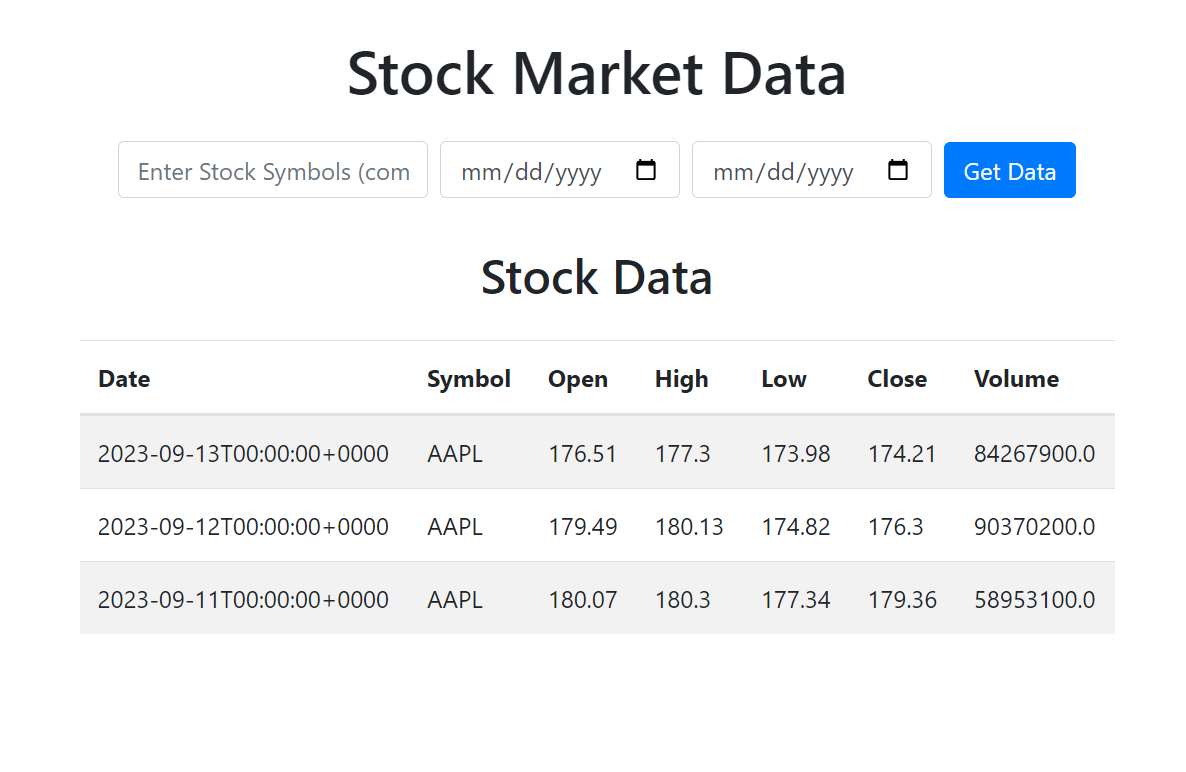 Stock Market Data
Enter Stock Symbols (com mm/dd/yyyy mm/dd/yyyy Get Data
Stock Data
Date Symbol Open High Low Close Volume
2023-09-13T00:00:00+0000 AAPL 176.51 177.3 173.98 174.21 84267900.0
2023-09-12T00:00:00+0000 AAPL 179.49 180.13 174.82 176.3 90370200.0
2023-09-11T00:00:00+0000 AAPL 180.07 180.3 177.34 179.36 58953100.0